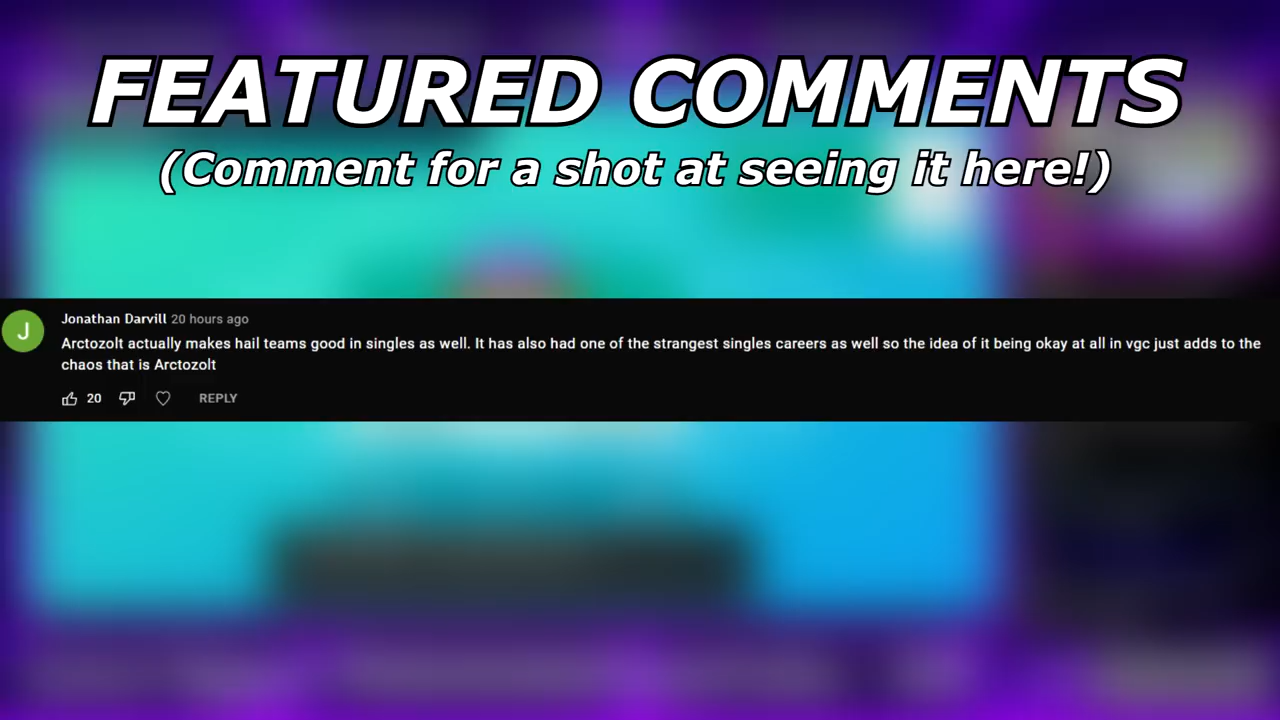 FEATURED COMMENTS
(Comment for a shot at seeing it here!)
J
Jonathan Darvill 20 hours ago
Arctozolt actually makes hail teams good in singles as well. It has also had one of the strangest singles careers as well so the idea of it being okay at all in vgc just adds to the
chaos that is Arctozolt
20 REPLY